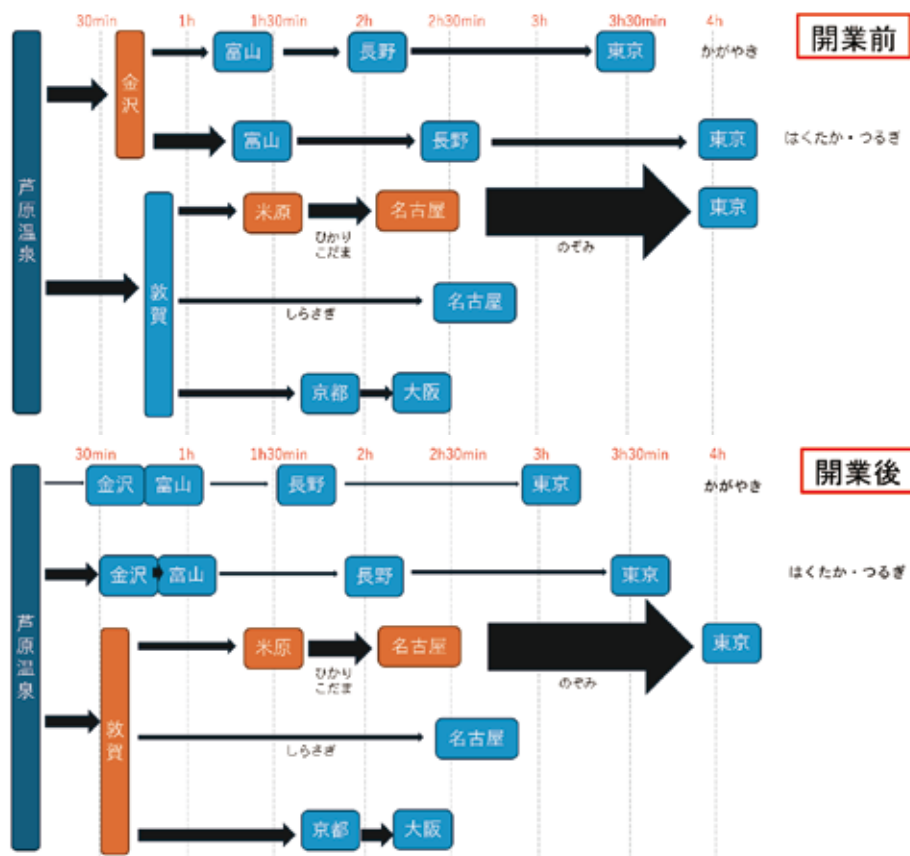 30min 1h 1h30min 2h 2h30min 3h 3h30min 4h
開業前
富山 長野 東京 かがやき
金沢
富山 長野 東京 はくたか・つるぎ
芦原温泉
米原 名古屋 東京
ひかり
こだま
のぞみ
敦賀
しらさぎ
名古屋
京都 大阪
30min 1h 1h30min 2h 2h30min 3h 3h30min 4h
開業後
金沢 富山 長野 東京 かがやき
金沢 富山 長野 東京 はくたか・つるぎ
芦原温泉
米原 名古屋 東京
ひかり
こだま
のぞみ
敦賀
しらさぎ
名古屋
京都 大阪